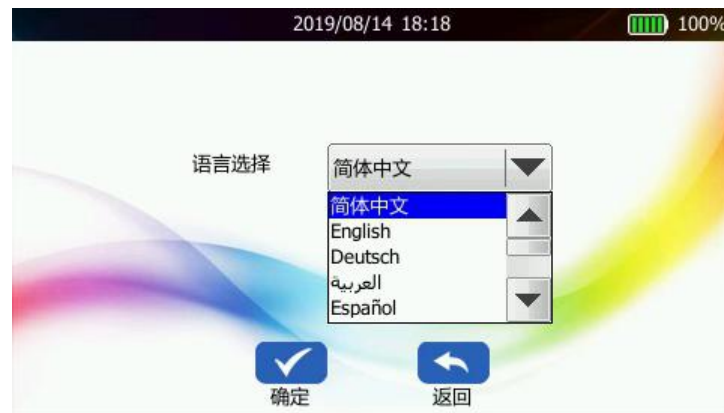 2019/08/14 18:18 100%
语言选择 简体中文
简体中文
English
Deutsch
العربية
Español
确定 返回